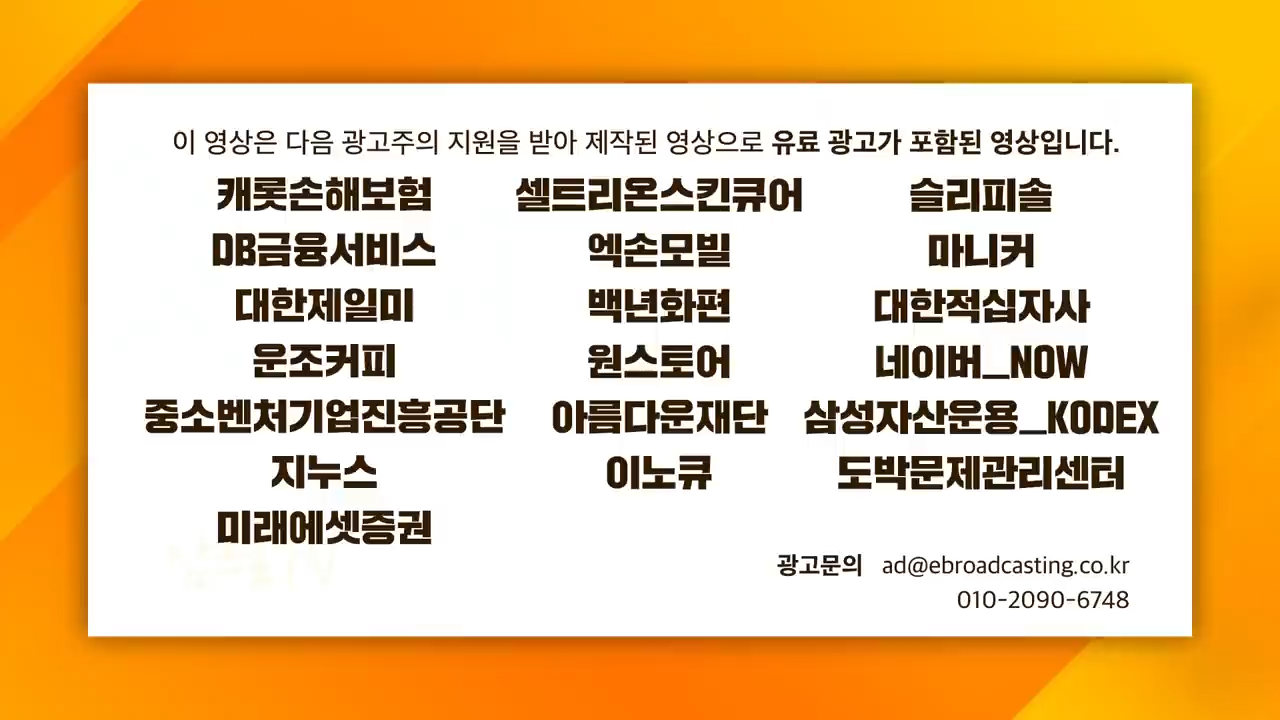 이 영상은 다음 광고주의 지원을 받아 제작된 영상으로 유료 광고가 포함된 영상입니다.
캐롯손해보험 셀트리온스킨큐어 슬리피솔
DB금융서비스 엑손모빌 마니커
대한제일미 백년화편 대한적십자사
운조커피 원스토어 네이버_NOW
중소벤처기업진흥공단 아름다운재단 삼성자산운용_KODEX
지누스 이노큐 도박문제관리센터
미래에셋증권
광고문의 ad@ebroadcasting.co.kr
010-2090-6748